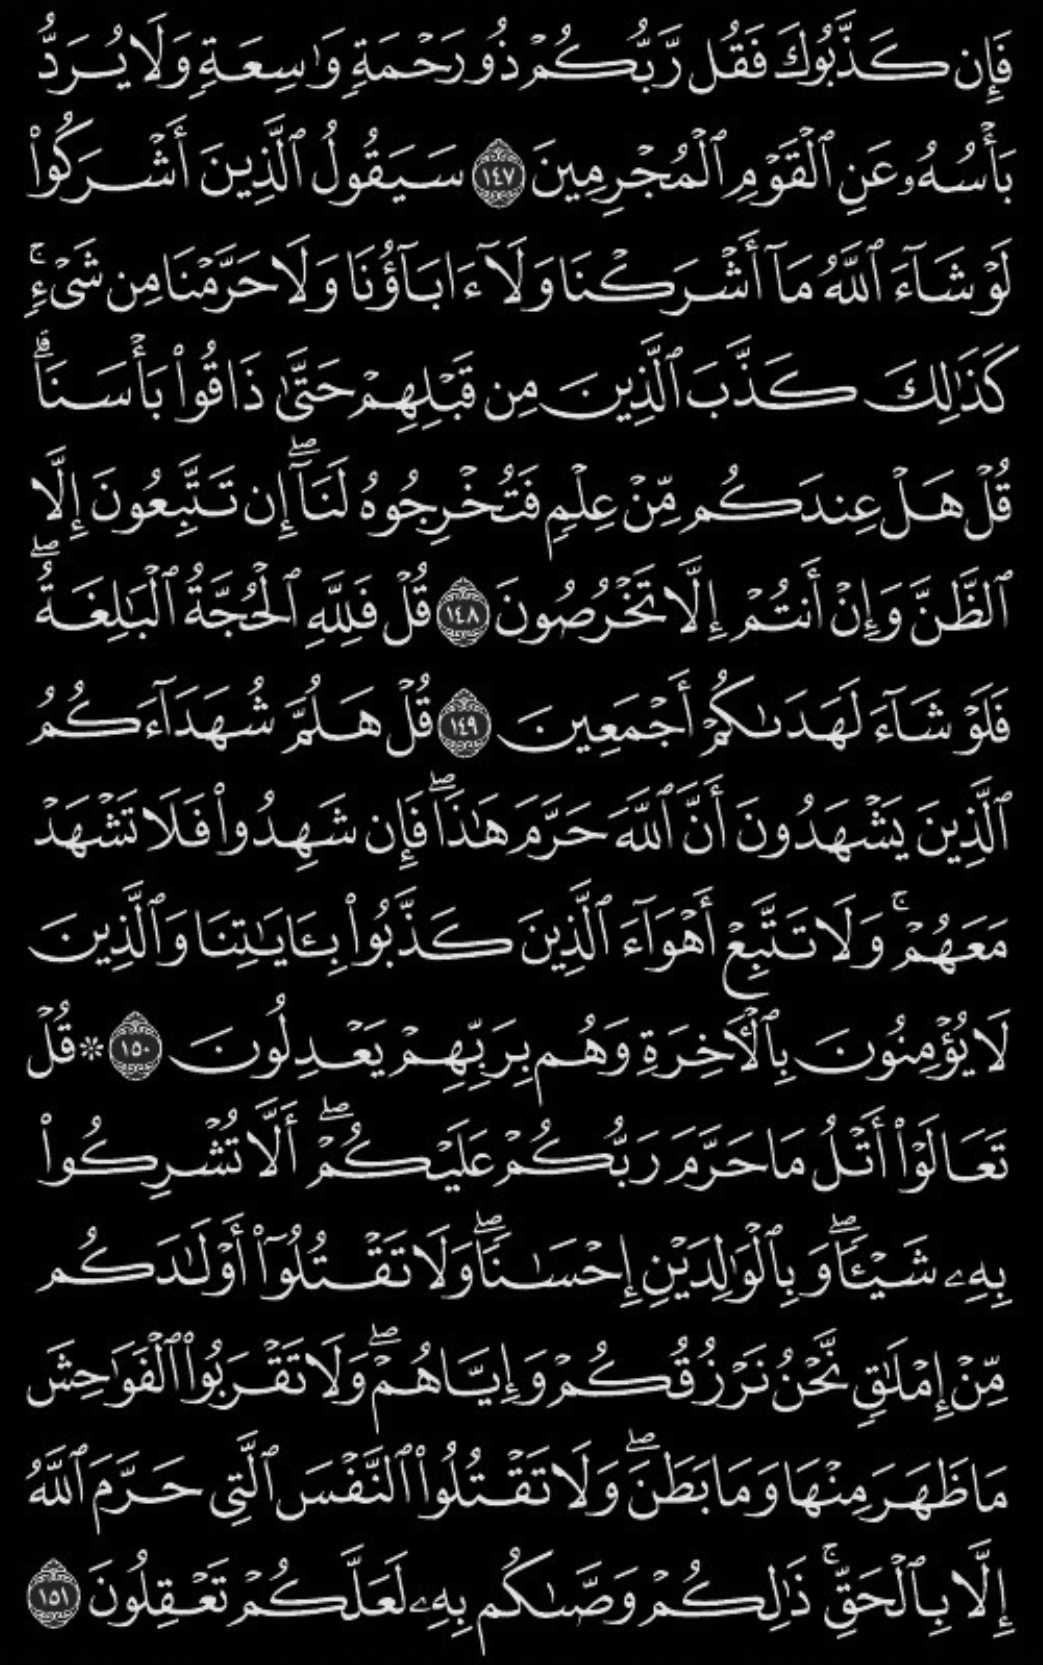 فَإِن كَذَّبُوكَ فَقُل رَّبُّكُمْ ذُو رَحْمَةٍ وَٰسِعَةٍ وَلَا يُرَدُّ
بَأْسُهُۥ عَنِ ٱلْقَوْمِ ٱلْمُجْرِمِينَ ١٤٧ سَيَقُولُ ٱلَّذِينَ أَشْرَكُوا۟
لَوْ شَآءَ ٱللَّهُ مَآ أَشْرَكْنَا وَلَآ ءَابَآؤُنَا وَلَا حَرَّمْنَا مِن شَىْءٍۚ
كَذَٰلِكَ كَذَّبَ ٱلَّذِينَ مِن قَبْلِهِمْ حَتَّىٰ ذَاقُوا۟ بَأْسَنَاۗ
قُلْ هَلْ عِندَكُم مِّنْ عِلْمٍ فَتُخْرِجُوهُ لَنَآۖ إِن تَتَّبِعُونَ إِلَّا
ٱلظَّنَّ وَإِنْ أَنتُمْ إِلَّا تَخْرُصُونَ ١٤٨ قُلْ فَلِلَّهِ ٱلْحُجَّةُ ٱلْبَٰلِغَةُۖ
فَلَوْ شَآءَ لَهَدَىٰكُمْ أَجْمَعِينَ ١٤٩ قُلْ هَلُمَّ شُهَدَآءَكُمُ
ٱلَّذِينَ يَشْهَدُونَ أَنَّ ٱللَّهَ حَرَّمَ هَٰذَاۖ فَإِن شَهِدُوا۟ فَلَا تَشْهَدْ
مَعَهُمْۚ وَلَا تَتَّبِعْ أَهْوَآءَ ٱلَّذِينَ كَذَّبُوا۟ بِـَٔايَٰتِنَا وَٱلَّذِينَ
لَا يُؤْمِنُونَ بِٱلْـَٔاخِرَةِ وَهُم بِرَبِّهِمْ يَعْدِلُونَ ١٥٠ ۞ قُلْ
تَعَالَوْا۟ أَتْلُ مَا حَرَّمَ رَبُّكُمْ عَلَيْكُمْۖ أَلَّا تُشْرِكُوا۟
بِهِۦ شَيْـًٔاۖ وَبِٱلْوَٰلِدَيْنِ إِحْسَٰنًاۖ وَلَا تَقْتُلُوٓا۟ أَوْلَٰدَكُم
مِّنْ إِمْلَٰقٍۢ نَّحْنُ نَرْزُقُكُمْ وَإِيَّاهُمْۖ وَلَا تَقْرَبُوا۟ ٱلْفَوَٰحِشَ
مَا ظَهَرَ مِنْهَا وَمَا بَطَنَۖ وَلَا تَقْتُلُوا۟ ٱلنَّفْسَ ٱلَّتِى حَرَّمَ ٱللَّهُ
إِلَّا بِٱلْحَقِّۚ ذَٰلِكُمْ وَصَّىٰكُم بِهِۦ لَعَلَّكُمْ تَعْقِلُونَ ١٥١